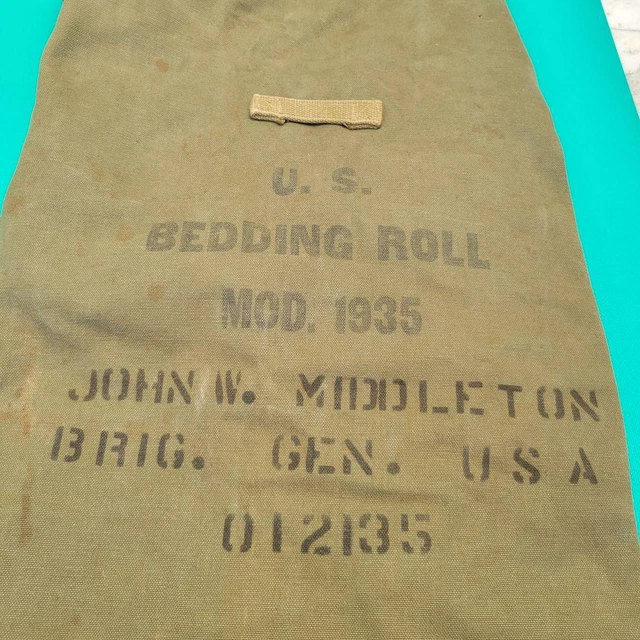 U. S.
BEDDING ROLL
MOD. 1935
JOHN W. MIDDLETON
BRIG. GEN. USA
012135